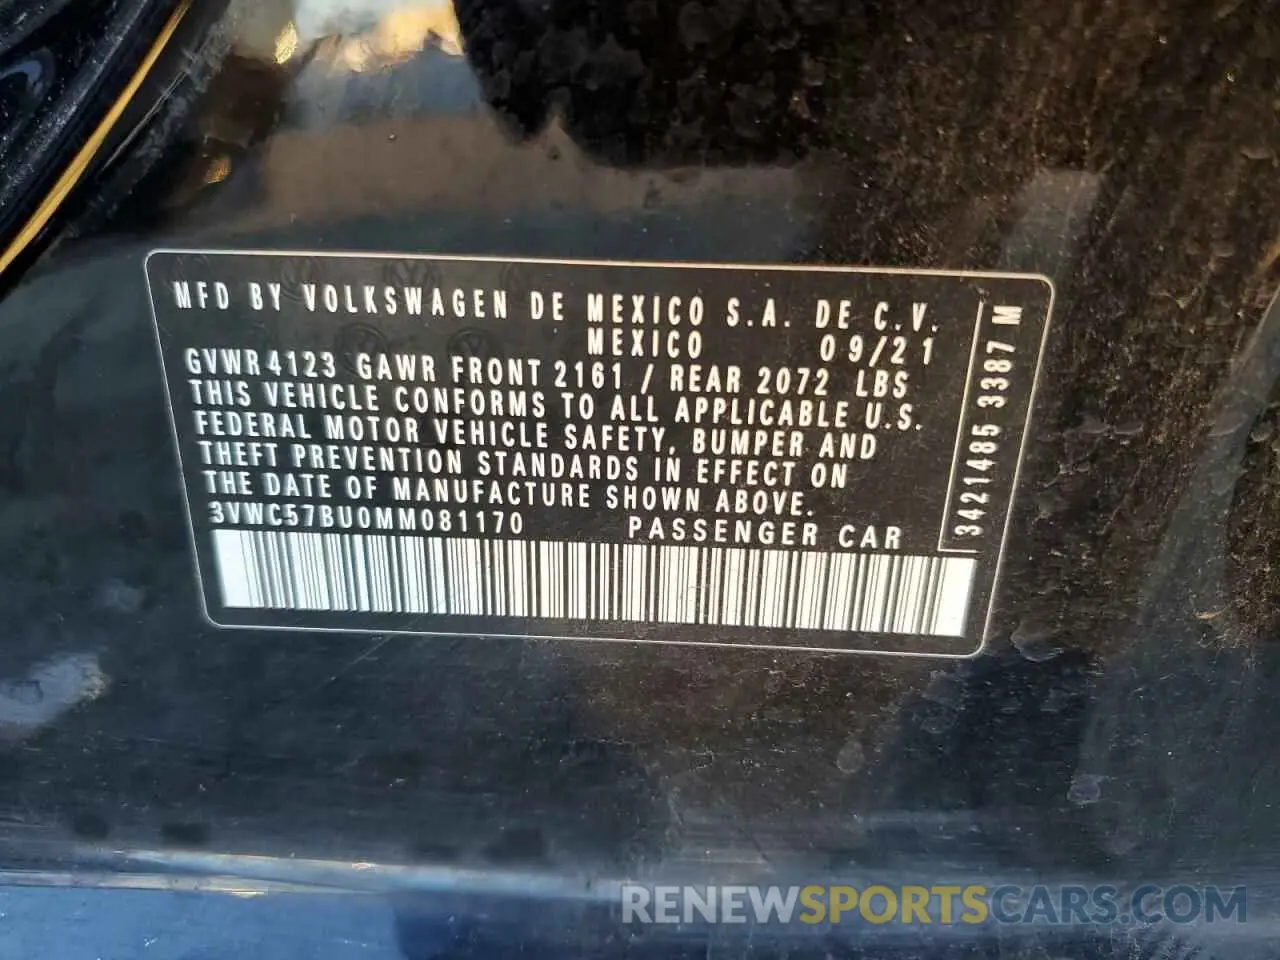 MFD BY VOLKSWAGEN DE MEXICO S.A. DE C.V.
MEXICO 09/21
GVWR 4123 GAWR FRONT 2161 / REAR 2072 LBS
THIS VEHICLE CONFORMS TO ALL APPLICABLE U.S.
FEDERAL MOTOR VEHICLE SAFETY, BUMPER AND
THEFT PREVENTION STANDARDS IN EFFECT ON
THE DATE OF MANUFACTURE SHOWN ABOVE.
3VWC57BU0MM081170 PASSENGER CAR
3421485 3387 M
RENEWSPORTSCARS.COM